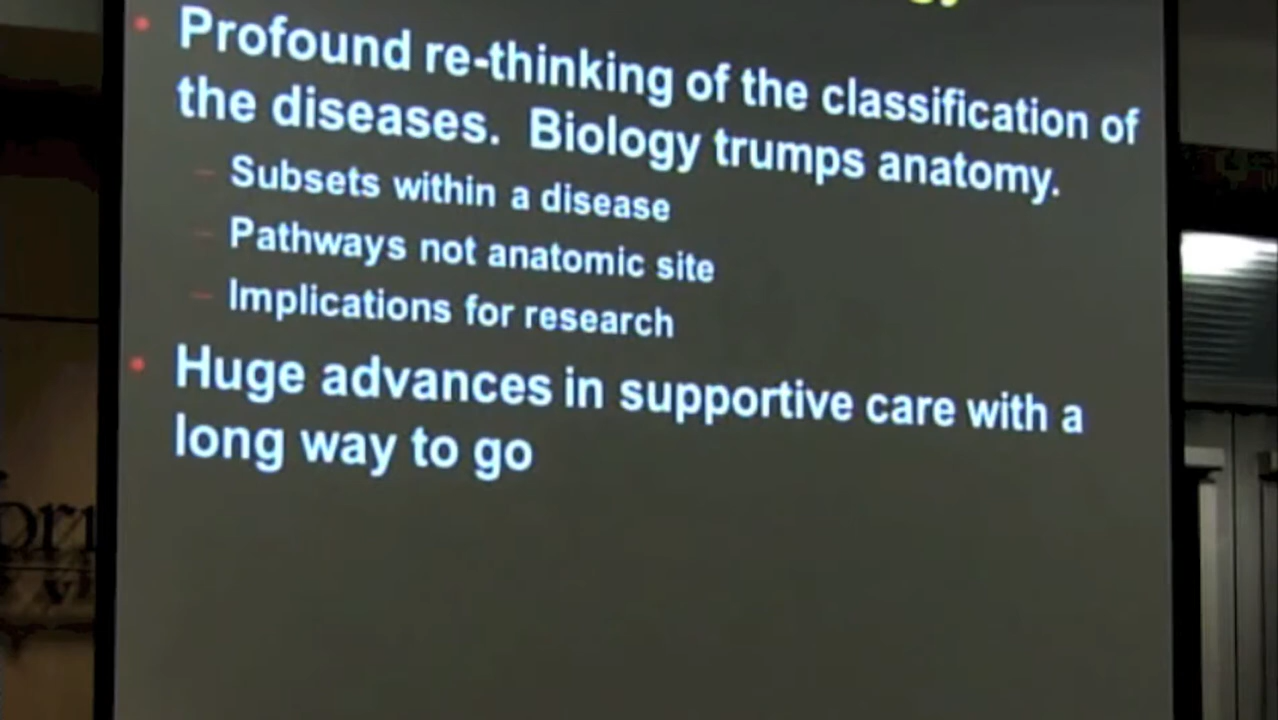 • Profound re-thinking of the classification of
the diseases. Biology trumps anatomy.
– Subsets within a disease
– Pathways not anatomic site
– Implications for research
• Huge advances in supportive care with a
long way to go